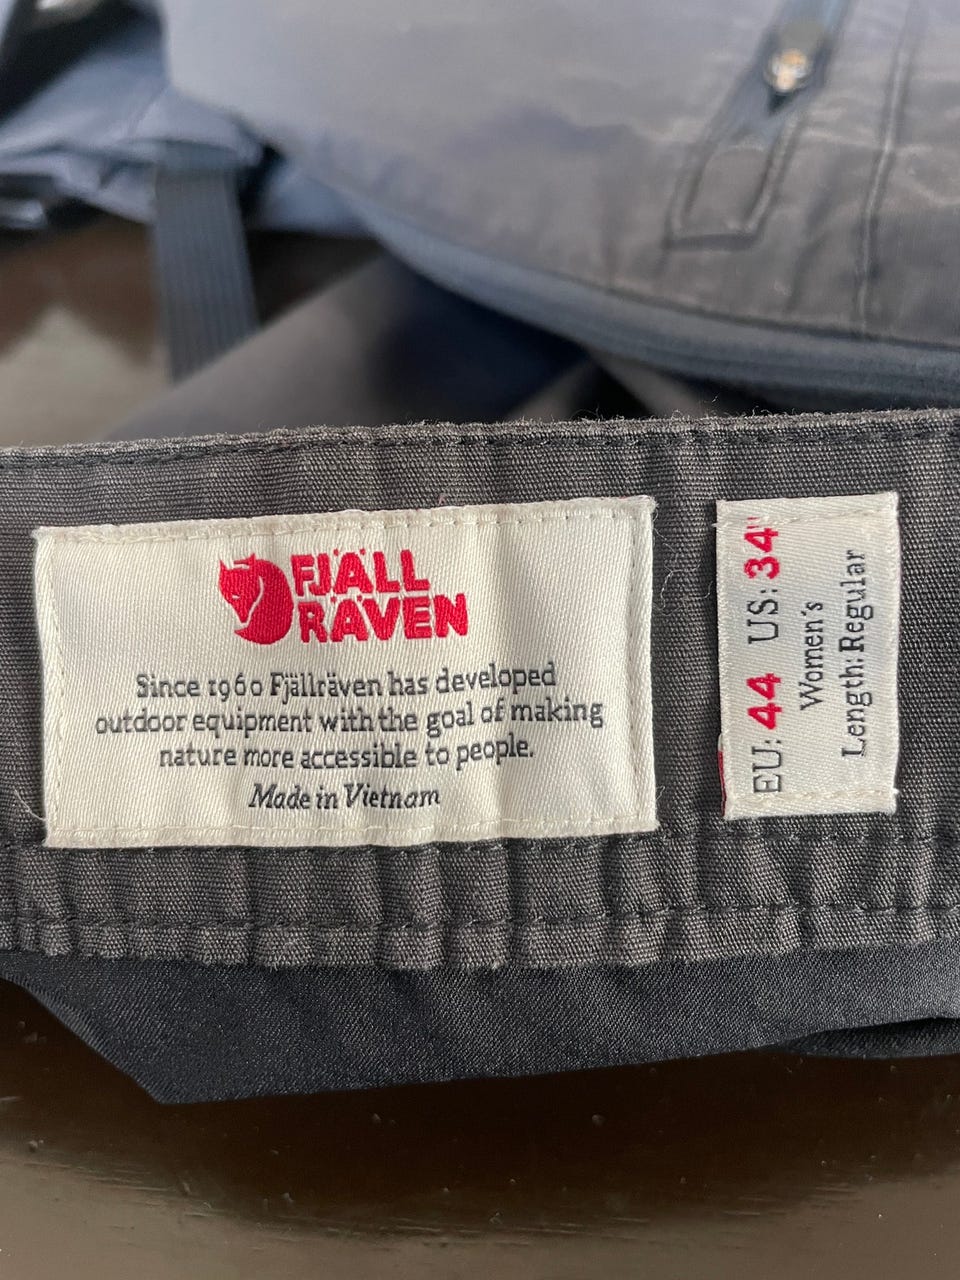 FJÄLL
RÄVEN
Since 1960 Fjällräven has developed
outdoor equipment with the goal of making
nature more accessible to people.
Made in Vietnam
EU: 44 US: 34"
Women's
Length: Regular